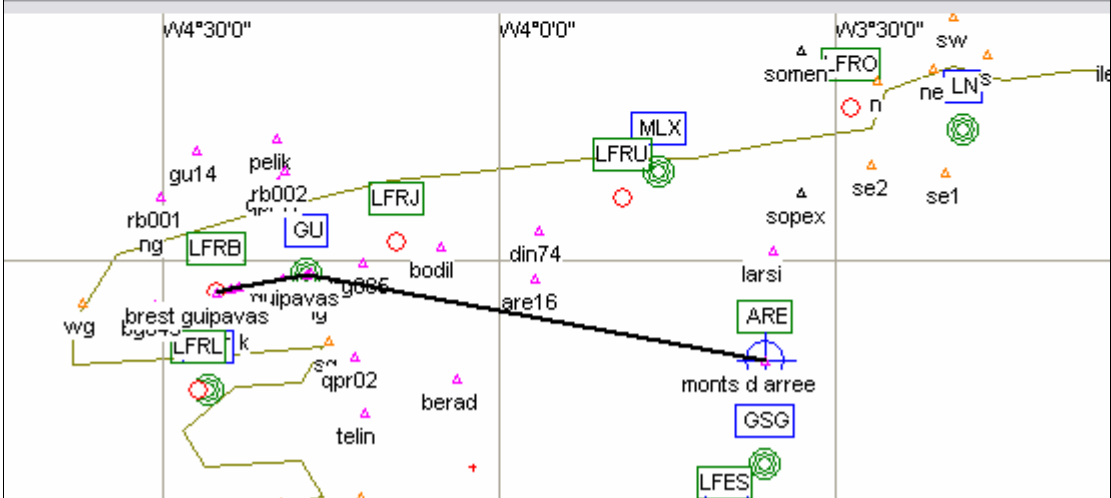 W4°30'0"
W4°0'0"
W3°30'0"
sw
somen
LFRO
s
ile
ne
LN
n
MLX
pelik
gu14
LFRU
rb002
LFRJ
se2
se1
rb001
sopex
ng
GU
LFRB
din74
bodil
larsi
are16
guipavas
brest guipavas
wg
ARE
LFRL
k
qpr02
monts d arree
berad
GSG
telin
LFES